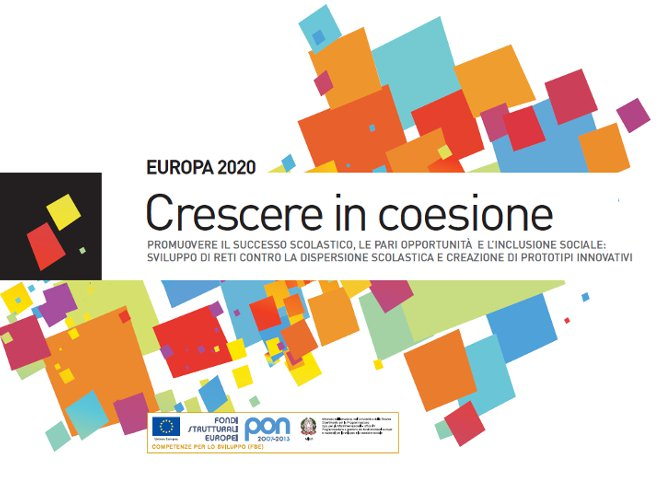 EUROPA 2020
Crescere in coesione
PROMUOVERE IL SUCCESSO SCOLASTICO, LE PARI OPPORTUNITÀ E L'INCLUSIONE SOCIALE:
SVILUPPO DI RETI CONTRO LA DISPERSIONE SCOLASTICA E CREAZIONE DI PROTOTIPI INNOVATIVI
FONDI
STRUTTURALI
EUROPEI
pon
2007-2013
COMPETENZE PER LO SVILUPPO (FSE)